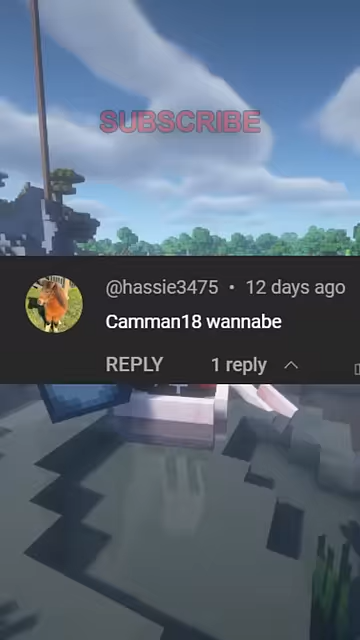 SUBSCRIBE
@hassie3475 • 12 days ago
Camman18 wannabe
REPLY 1 reply